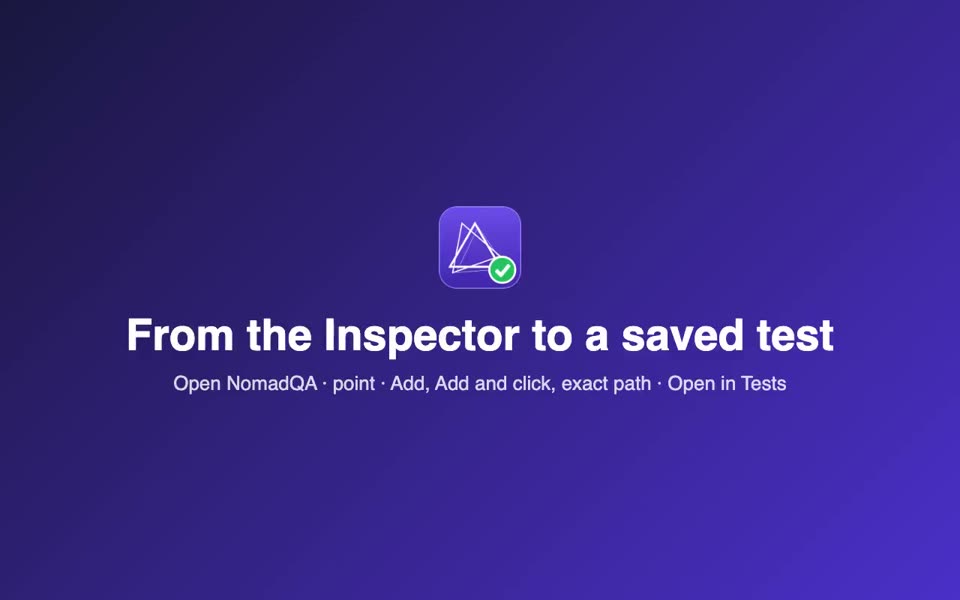 From the Inspector to a saved test
Open NomadQA · point · Add, Add and click, exact path · Open in Tests